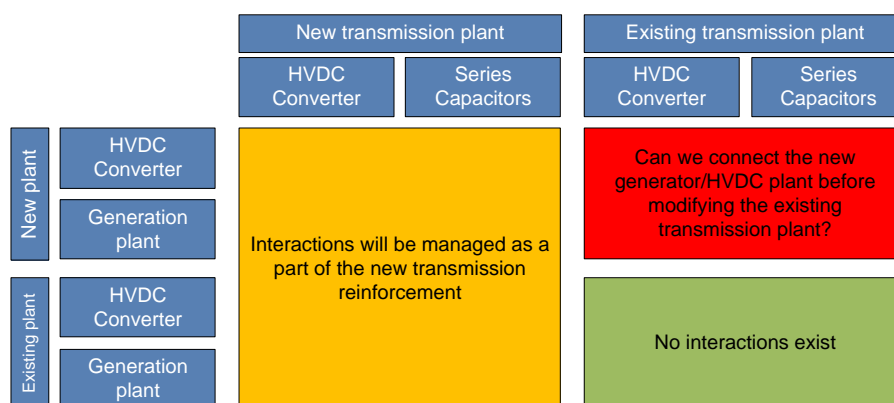 New transmission plant
Existing transmission plant
HVDC
Converter
Series
Capacitors
HVDC
Converter
Series
Capacitors
New plant
HVDC
Converter
Generation
plant
Interactions will be managed as a
part of the new transmission
reinforcement
Can we connect the new
generator/HVDC plant before
modifying the existing
transmission plant?
Existing plant
HVDC
Converter
Generation
plant
No interactions exist